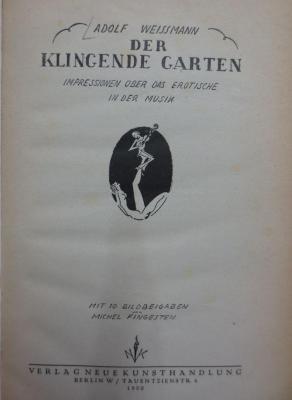 ADOLF WEISSMANN
DER
KLINGENDE GARTEN
IMPRESSIONEN ÜBER DAS EROTISCHE
IN DER MUSIK
MIT 10 BILDBEIGABEN
V.
MICHEL FINGESTEN
NK
VERLAG NEUE KUNSTHANDLUNG
BERLIN W / TAUENTZIENSTR. 6
1920